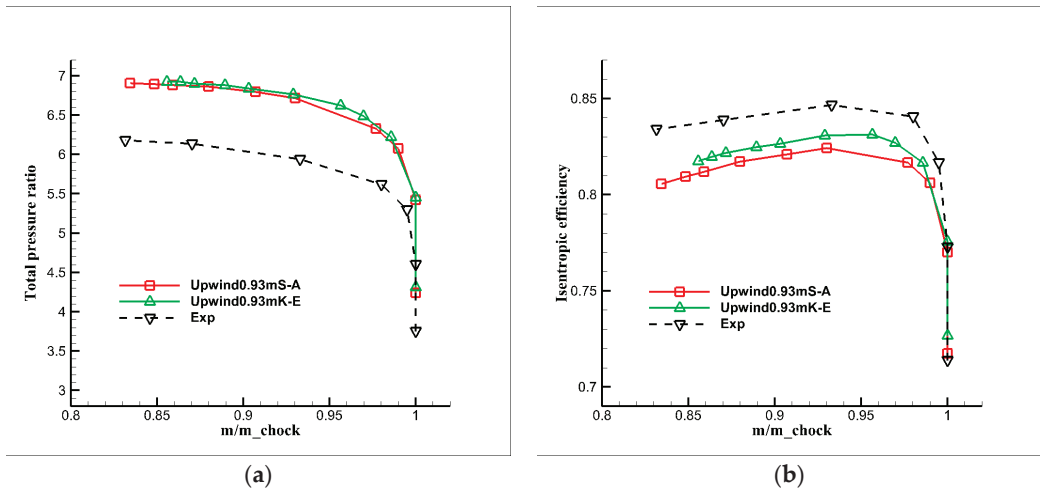 Total pressure ratio
7
6.5
6
5.5
5
4.5
4
3.5
3
Upwind0.93mS-A
Upwind0.93mK-E
Exp
0.8 0.85 0.9 0.95 1
m/m_chock
(a)
Isentropic efficiency
0.85
0.8
0.75
0.7
Upwind0.93mS-A
Upwind0.93mK-E
Exp
0.8 0.85 0.9 0.95 1
m/m_chock
(b)